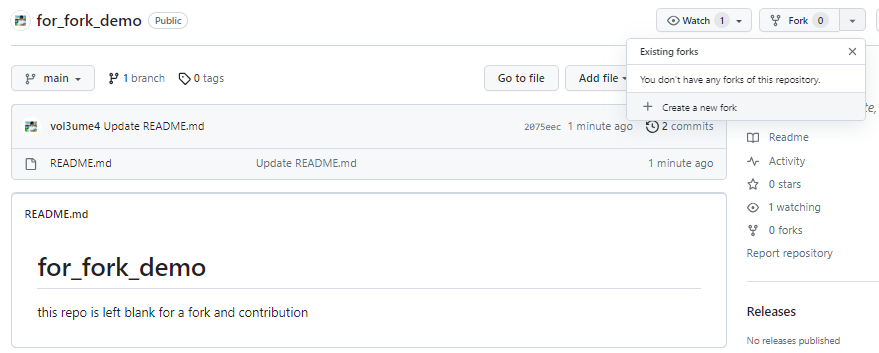 for_fork_demo Public Watch 1 Fork 0
Existing forks
You don't have any forks of this repository.
Create a new fork
main 1 branch 0 tags Go to file Add file
vol3ume4 Update README.md 2075eec 1 minute ago 2 commits
README.md Update README.md 1 minute ago
README.md
for_fork_demo
this repo is left blank for a fork and contribution
Readme
Activity
0 stars
1 watching
0 forks
Report repository
Releases
No releases published